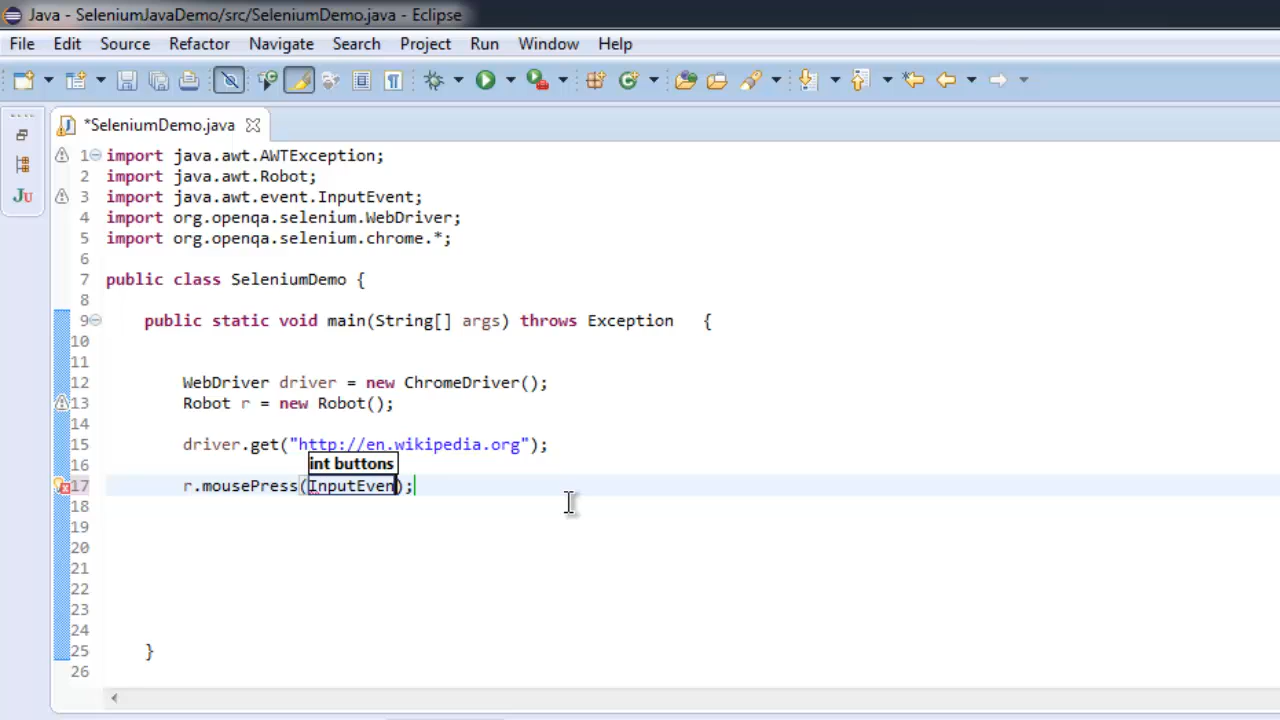 Java - SeleniumJavaDemo/src/SeleniumDemo.java - Eclipse
File Edit Source Refactor Navigate Search Project Run Window Help
*SeleniumDemo.java
JU
1 import java.awt.AWTException;
2 import java.awt.Robot;
3 import java.awt.event.InputEvent;
4 import org.openqa.selenium.WebDriver;
5 import org.openqa.selenium.chrome.*;
6
7 public class SeleniumDemo {
8
9 public static void main(String[] args) throws Exception {
10
11
12 WebDriver driver = new ChromeDriver();
13 Robot r = new Robot();
14
15 driver.get("http://en.wikipedia.org");
16
int buttons
17 r.mousePress(InputEven);
18
19
20
21
22
23
24
25 }
26